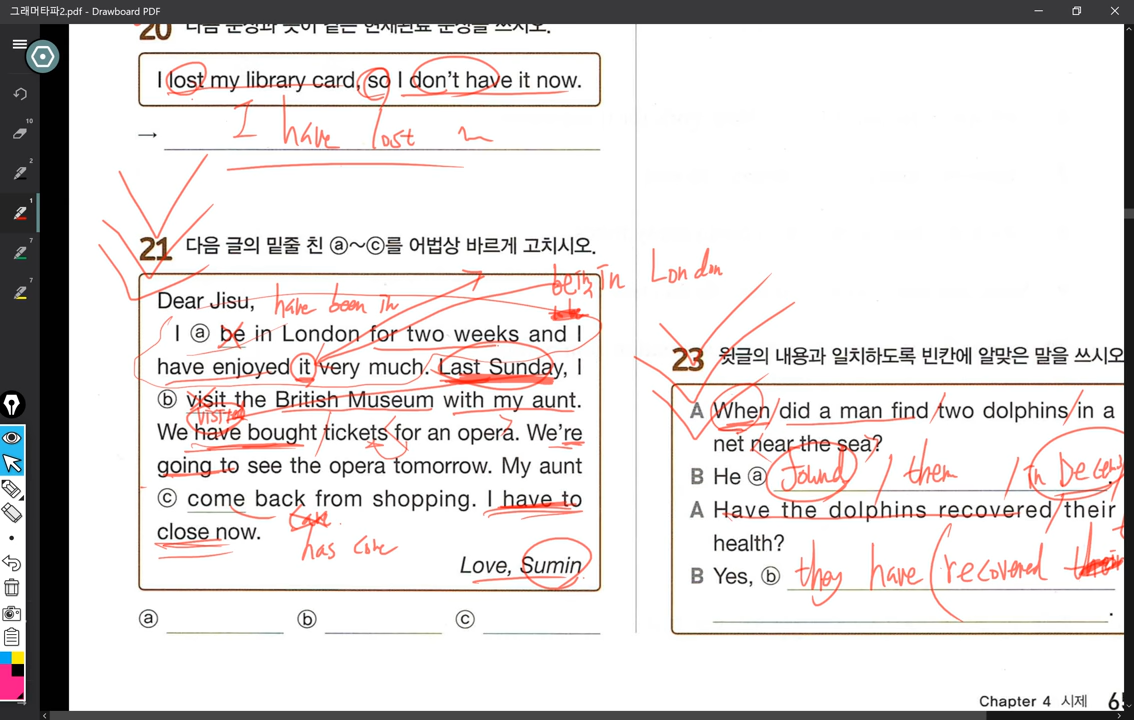 그래머타파2.pdf - Drawboard PDF
20 다음 문장과 뜻이 같은 현재완료 문장을 쓰시오.
I lost my library card, so I don't have it now.
→ I have lost
21 다음 글의 밑줄 친 ⓐ~ⓒ를 어법상 바르게 고치시오.
being in London
Dear Jisu, have been in
I ⓐ be in London for two weeks and I
have enjoyed it very much. Last Sunday, I
ⓑ visit the British Museum with my aunt.
visited
We have bought tickets for an opera. We're
going to see the opera tomorrow. My aunt
ⓒ come back from shopping. I have to
close now.
has come
Love, Sumin
ⓐ ⓑ ⓒ
23 윗글의 내용과 일치하도록 빈칸에 알맞은 말을 쓰시오
A When did a man find two dolphins in a
net near the sea?
B He ⓐ found them in Decem
.
A Have the dolphins recovered their
health?
B Yes, ⓑ they have recovered
.
Chapter 4 시제 65
10
2
1
7
7